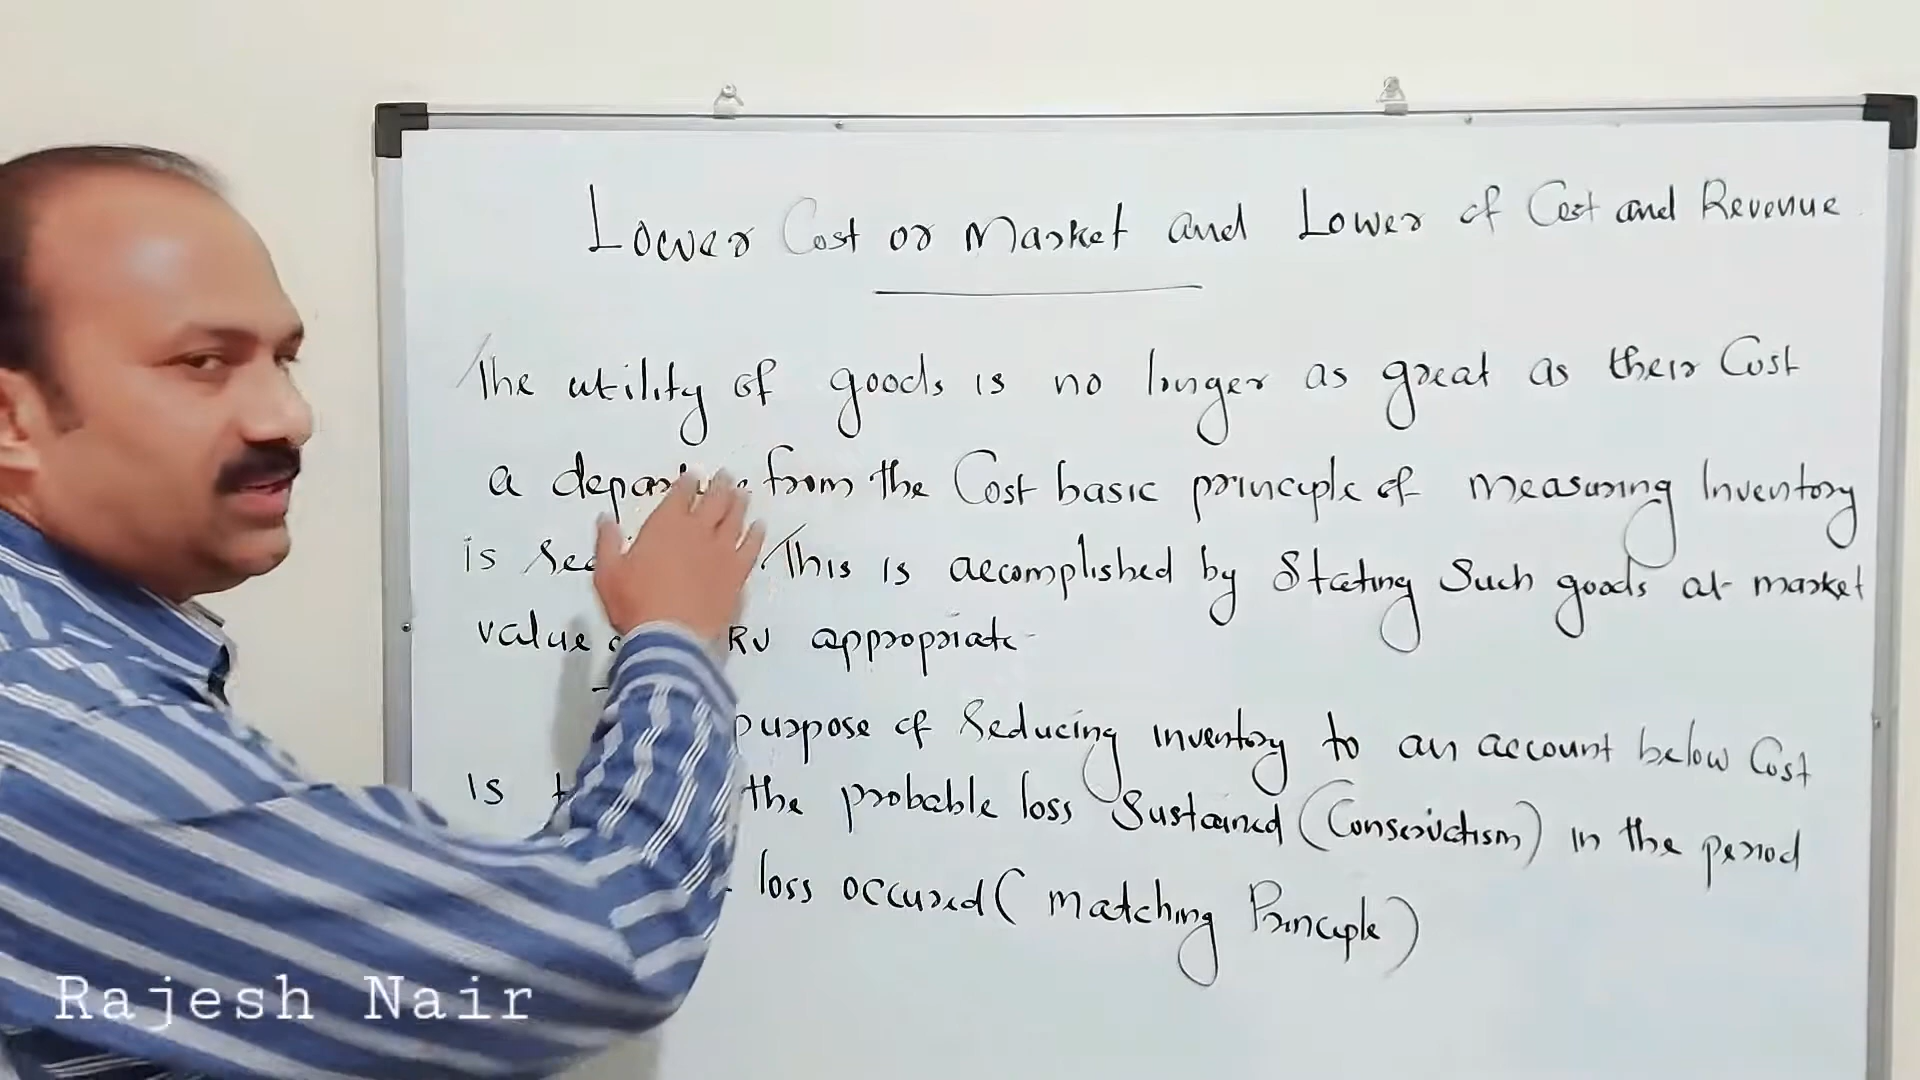 Lower Cost or Market and Lower of Cost and Revenue
The utility of goods is no longer as great as their Cost
a from the Cost basic principle of measuring Inventory
is This is accomplished by Stating Such goods at market
value appropriate
purpose of reducing inventory to an account below Cost
is the probable loss Sustained (Conservatism) in the period
loss occured ( matching Principle)
Rajesh Nair